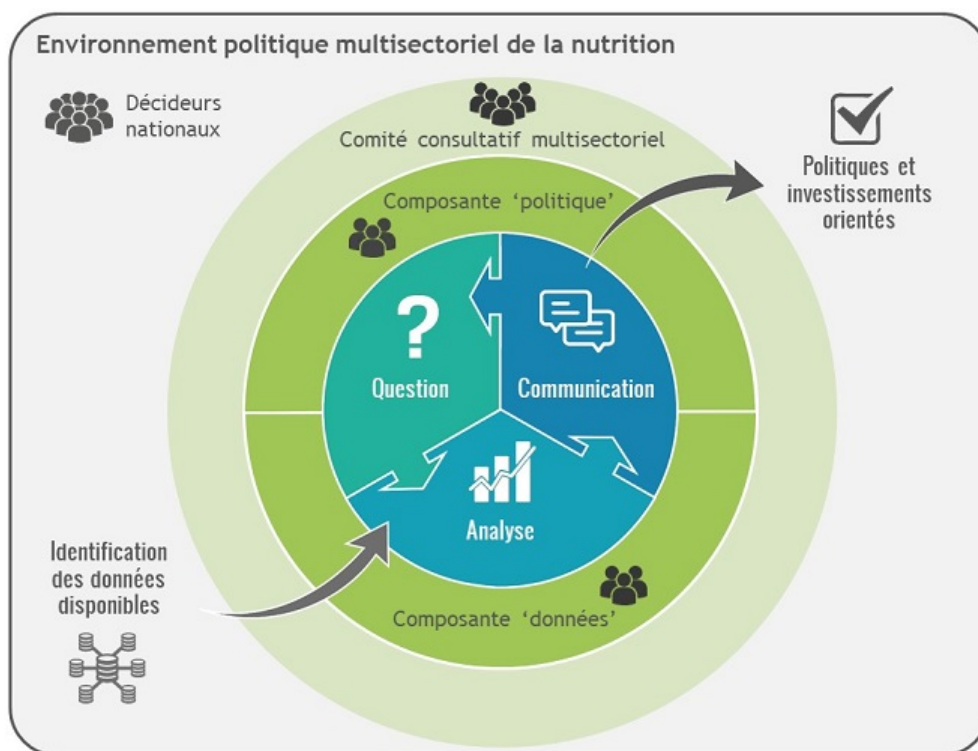 Environnement politique multisectoriel de la nutrition
Décideurs
nationaux
Comité consultatif multisectoriel
Politiques et
investissements
orientés
Composante ‘politique’
?
Question
Communication
Analyse
Identification
des données
disponibles
Composante ‘données’